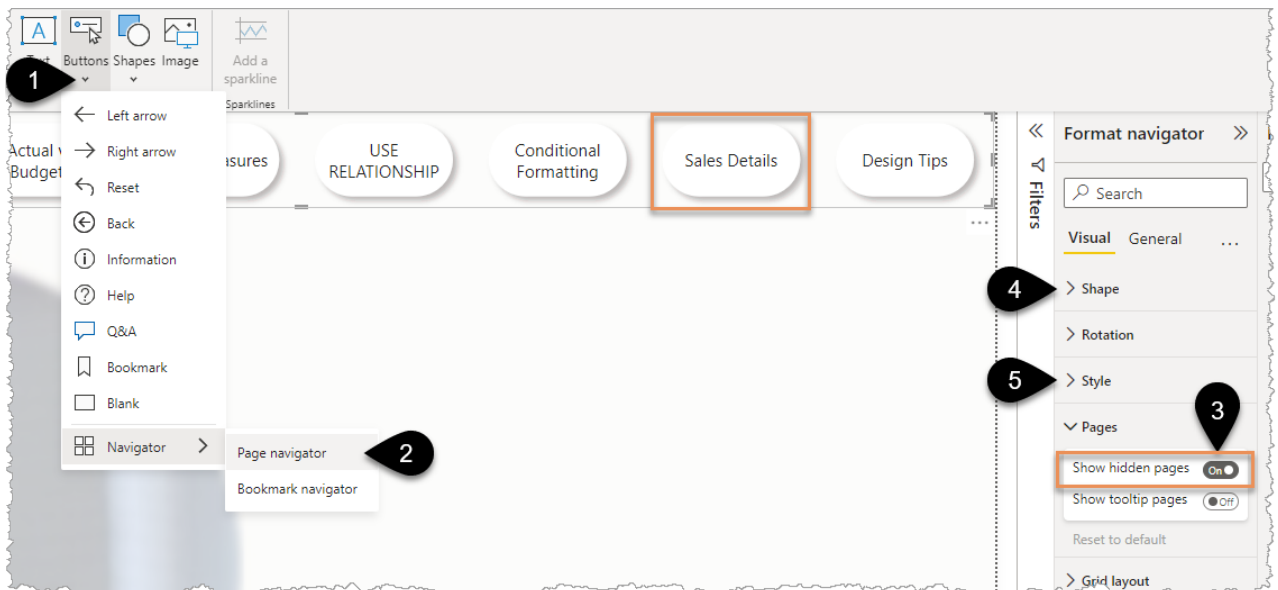 A
Buttons Shapes Image
Add a
sparkline
Sparklines
1
Left arrow
Right arrow
Reset
Back
Information
Help
Q&A
Bookmark
Blank
Navigator
Page navigator
Bookmark navigator
2
Actual
Budget
asures
USE
RELATIONSHIP
Conditional
Formatting
Sales Details
Design Tips
Filters
Format navigator
Search
Visual General ...
4
Shape
Rotation
5
Style
3
Pages
Show hidden pages On
Show tooltip pages Off
Reset to default
Grid layout